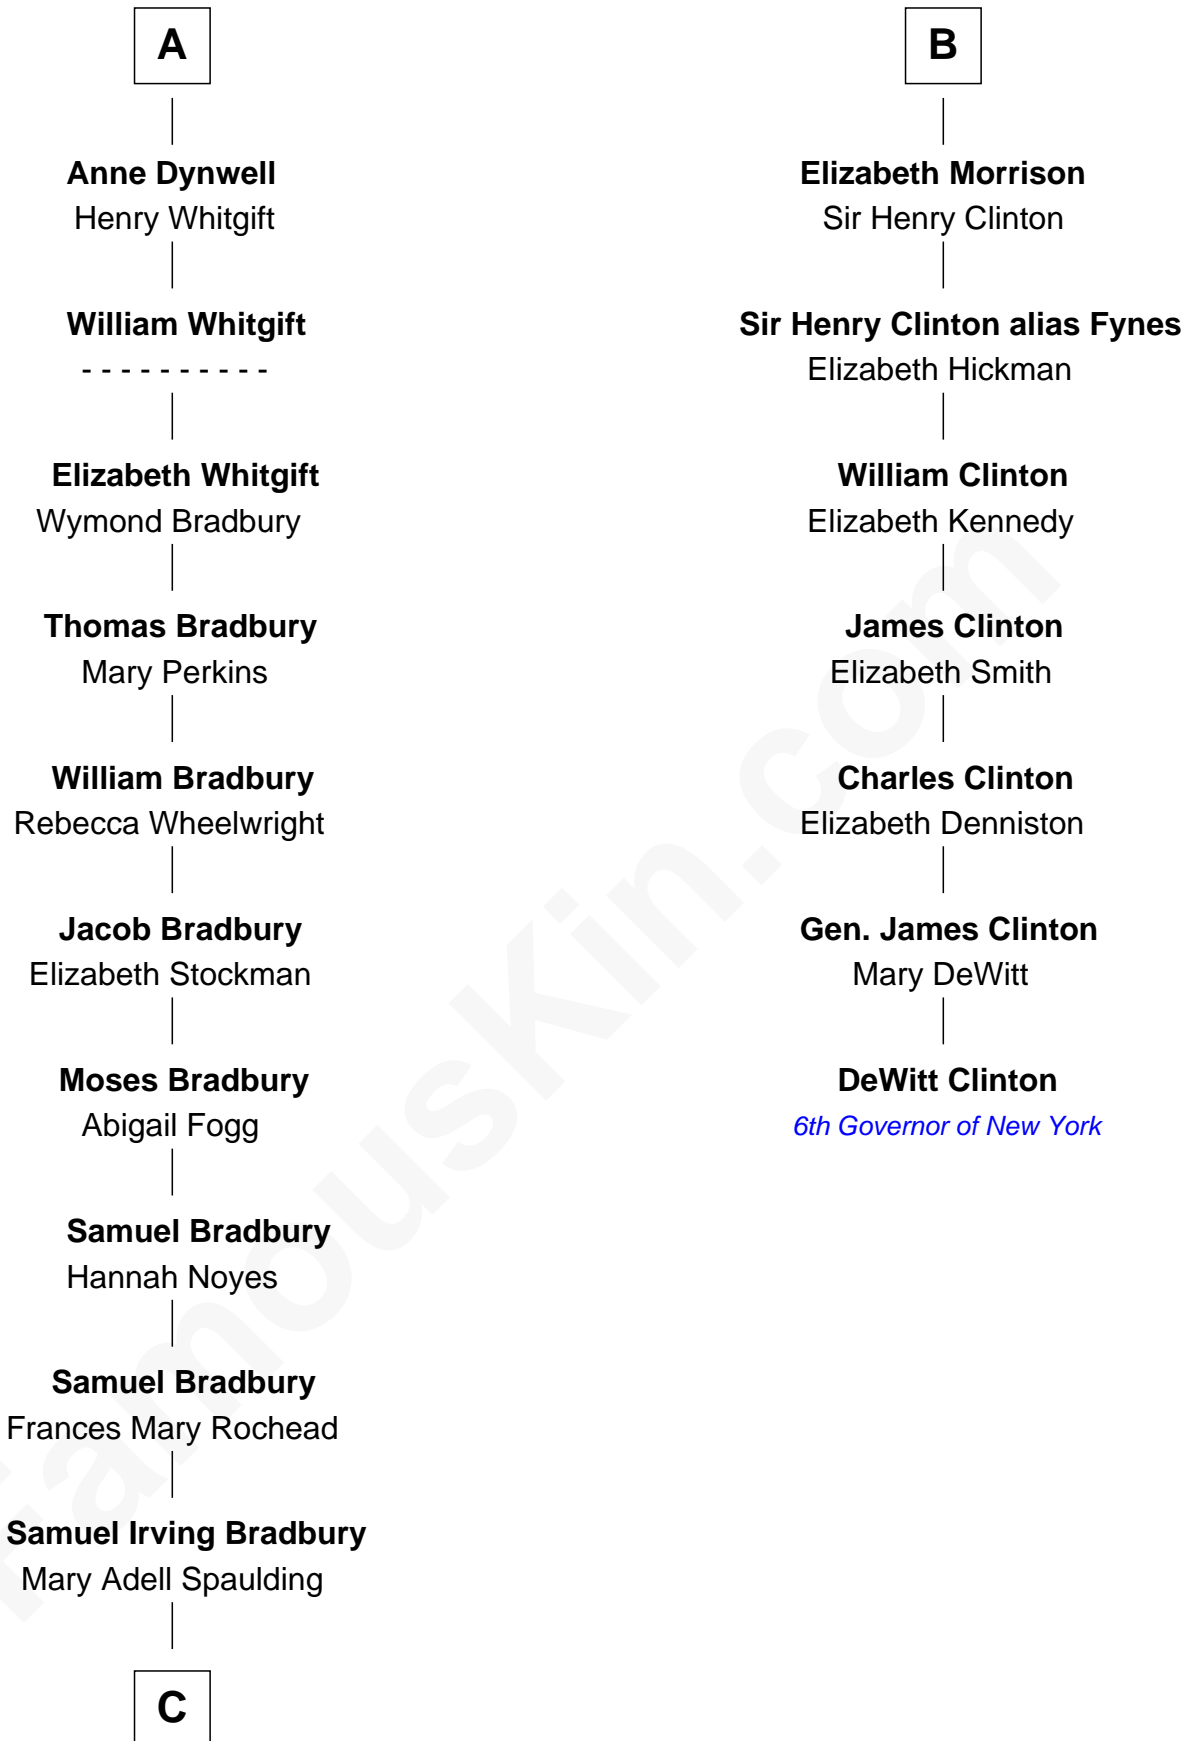 A
Anne Dynwell
Henry Whitgift
William Whitgift
- - - - - - - - - -
Elizabeth Whitgift
Wymond Bradbury
Thomas Bradbury
Mary Perkins
William Bradbury
Rebecca Wheelwright
Jacob Bradbury
Elizabeth Stockman
Moses Bradbury
Abigail Fogg
Samuel Bradbury
Hannah Noyes
Samuel Bradbury
Frances Mary Rochead
Samuel Irving Bradbury
Mary Adell Spaulding
C
B
Elizabeth Morrison
Sir Henry Clinton
Sir Henry Clinton alias Fynes
Elizabeth Hickman
William Clinton
Elizabeth Kennedy
James Clinton
Elizabeth Smith
Charles Clinton
Elizabeth Denniston
Gen. James Clinton
Mary DeWitt
DeWitt Clinton
6th Governor of New York
FamousKin.com